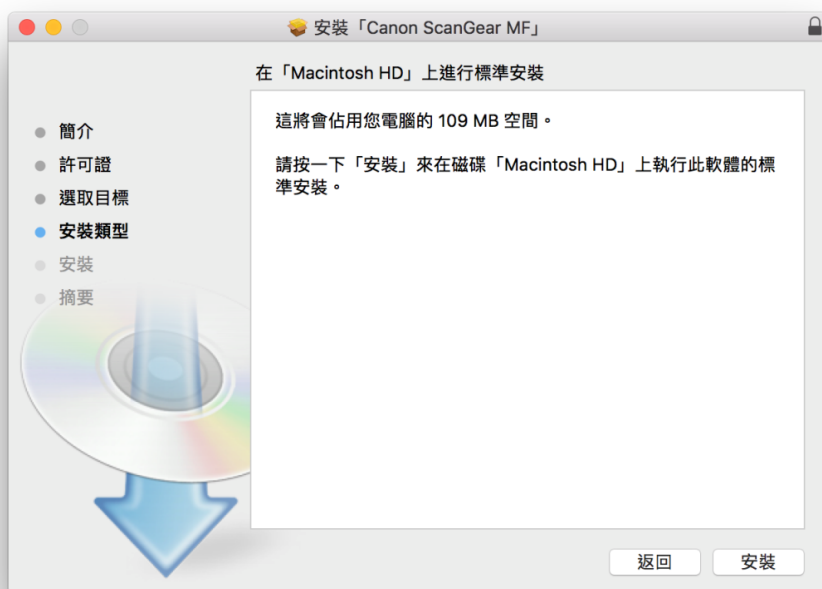 安裝「Canon ScanGear MF」
在「Macintosh HD」上進行標準安裝
簡介
許可證
選取目標
安裝類型
安裝
摘要
這將會佔用您電腦的 109 MB 空間。
請按一下「安裝」來在磁碟「Macintosh HD」上執行此軟體的標
準安裝。
返回
安裝